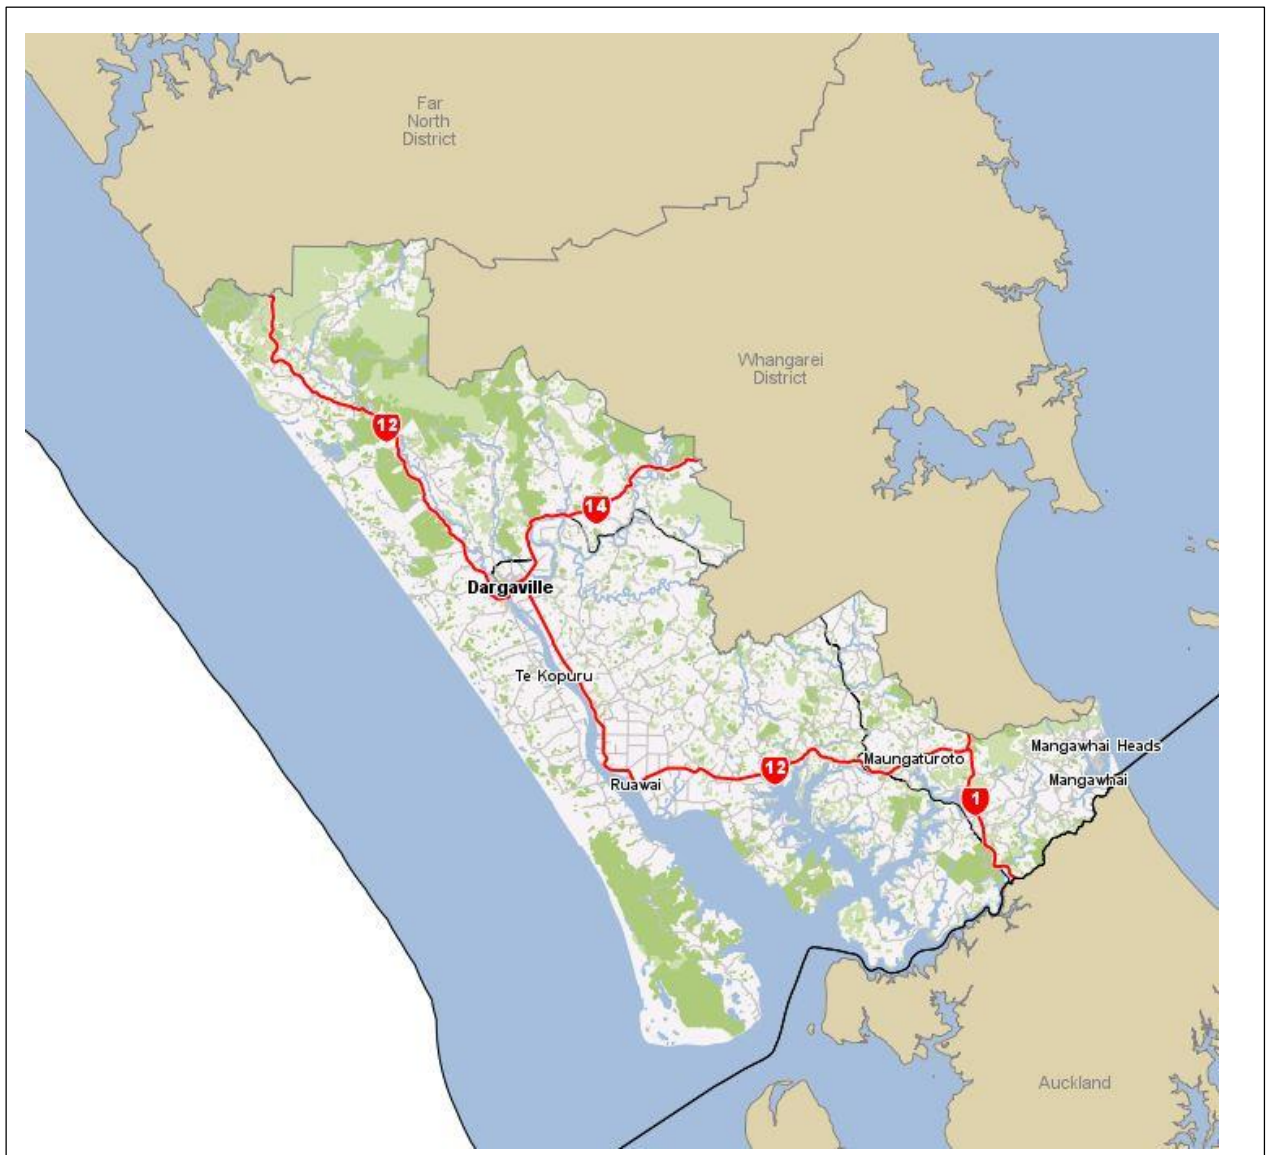 Far
North
District
Whangarei
District
12
14
Dargaville
Te Kopuru
Mangawhai Heads
Maungaturoto
12
Mangawhai
Ruawai
1
Auckland